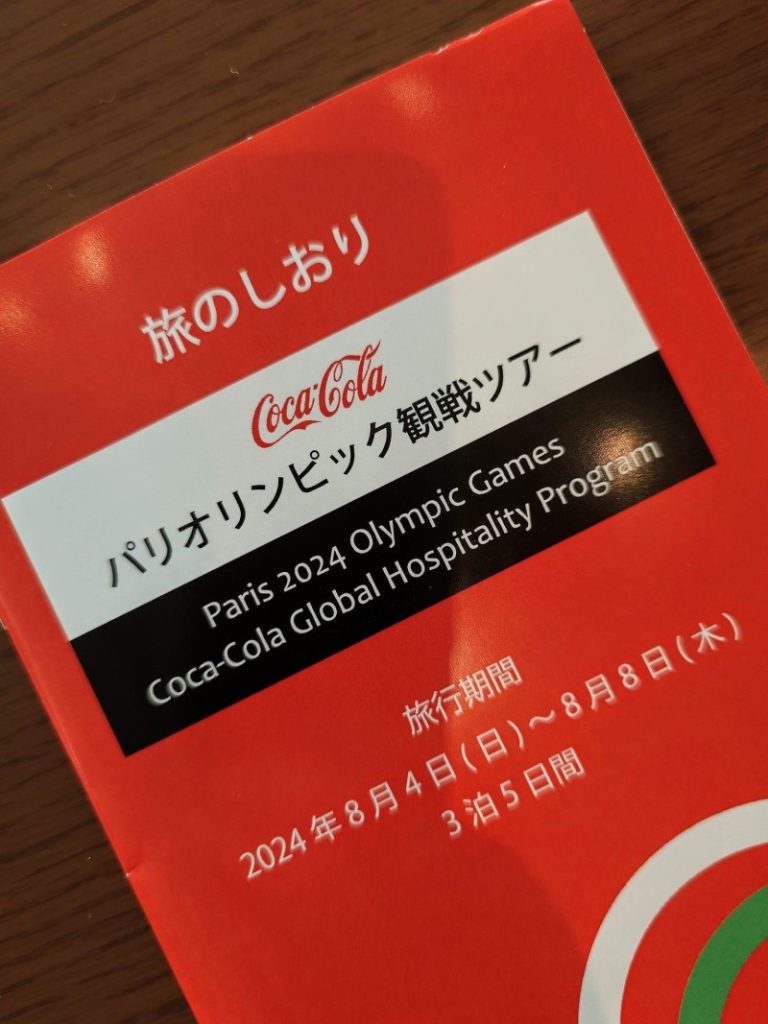 旅のしおり
Coca-Cola
パリオリンピック観戦ツアー
Paris 2024 Olympic Games
Coca-Cola Global Hospitality Program
旅行期間
2024年8月4日(日)〜8月8日(木)
3泊5日間